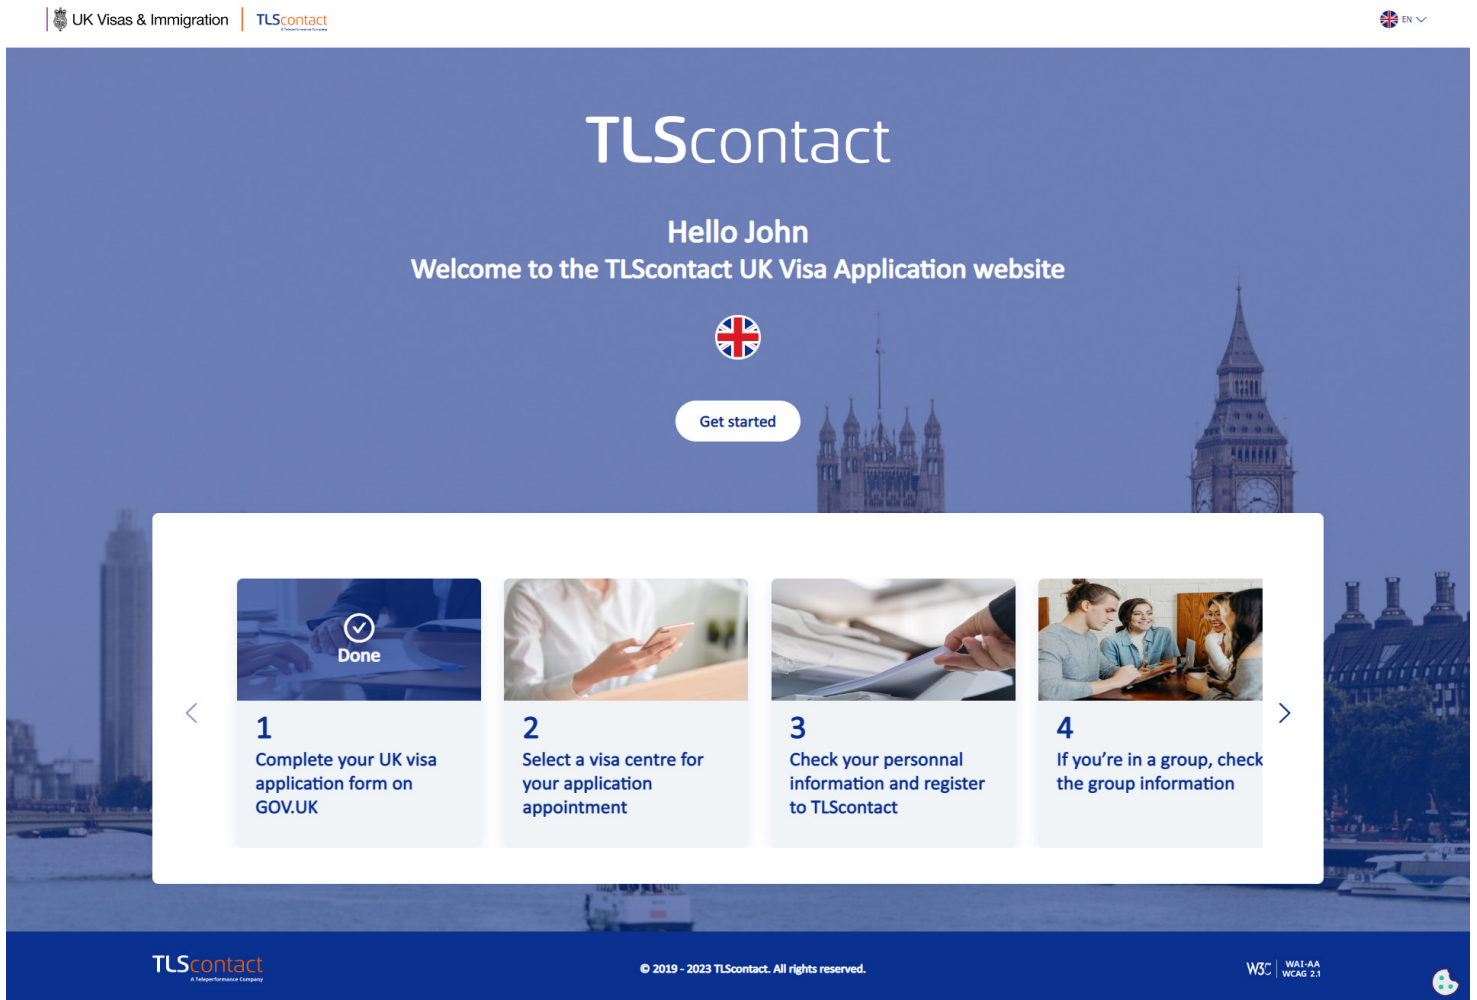 UK Visas & Immigration
TLScontact
A Teleperformance Company
EN
TLScontact
Hello John
Welcome to the TLScontact UK Visa Application website
Get started
Done
1
Complete your UK visa
application form on
GOV.UK
2
Select a visa centre for
your application
appointment
3
Check your personnal
information and register
to TLScontact
4
If you're in a group, check
the group information
TLScontact
A Teleperformance Company
© 2019 - 2023 TLScontact. All rights reserved.
W3C WAI-AA
WCAG 2.1